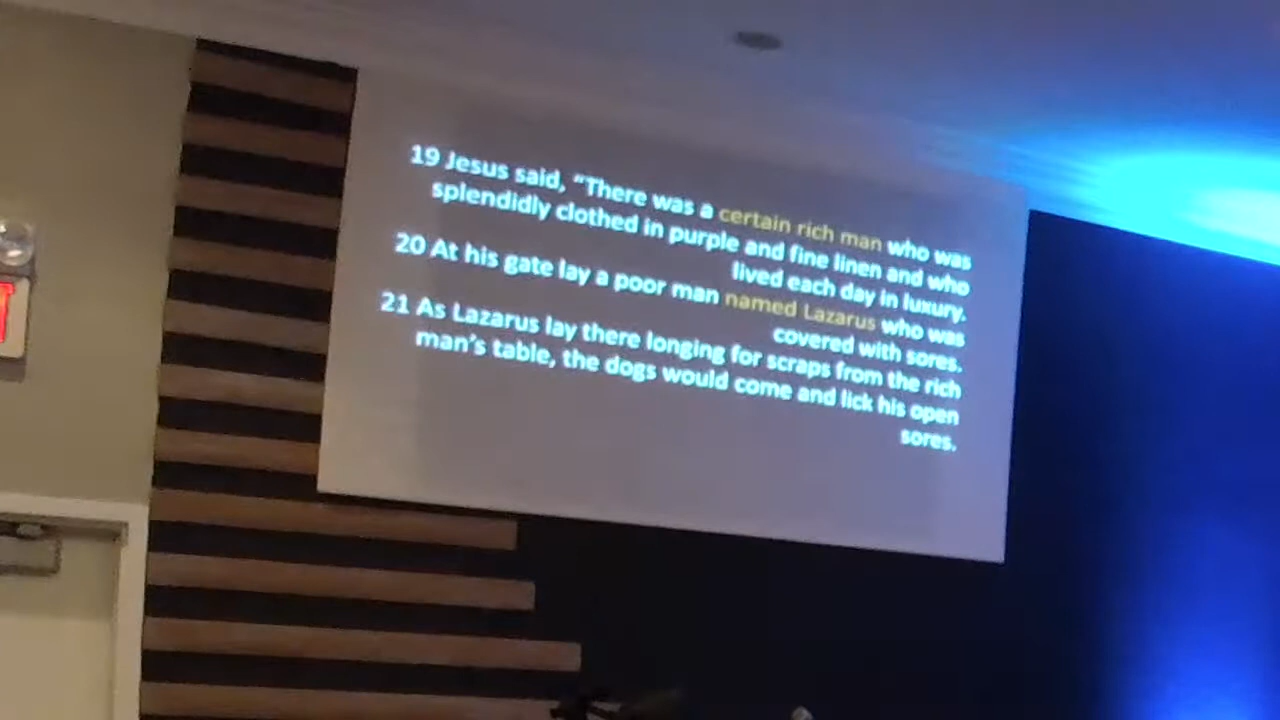 19 Jesus said, “There was a certain rich man who was
splendidly clothed in purple and fine linen and who
lived each day in luxury.
20 At his gate lay a poor man named Lazarus who was
covered with sores.
21 As Lazarus lay there longing for scraps from the rich
man’s table, the dogs would come and lick his open
sores.